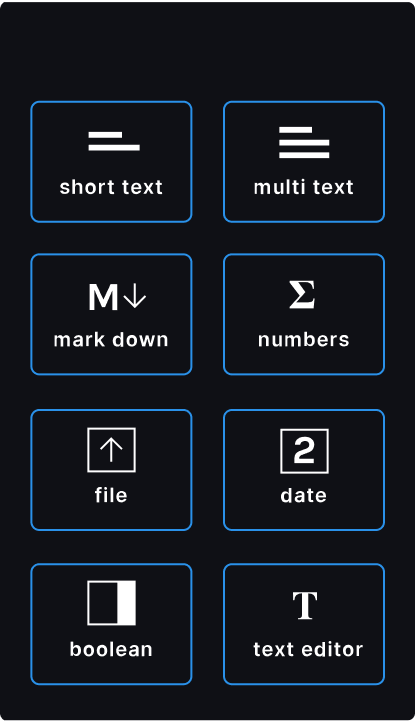 short text
multi text
M↓
mark down
Σ
numbers
file
2
date
boolean
T
text editor